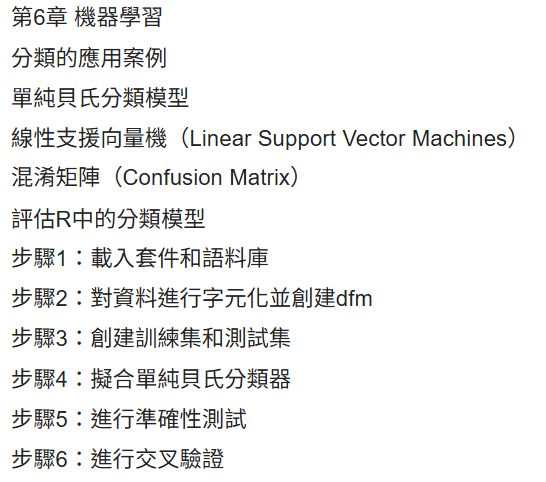 第6章 機器學習
分類的應用案例
單純貝氏分類模型
線性支援向量機（Linear Support Vector Machines）
混淆矩陣（Confusion Matrix）
評估R中的分類模型
步驟1：載入套件和語料庫
步驟2：對資料進行字元化並創建dfm
步驟3：創建訓練集和測試集
步驟4：擬合單純貝氏分類器
步驟5：進行準確性測試
步驟6：進行交叉驗證